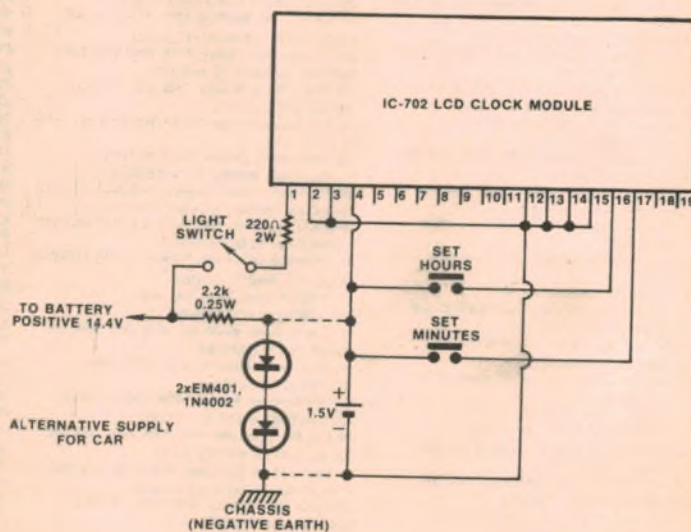 IC-702 LCD CLOCK MODULE
1 2 3 4 5 6 7 8 9 10 11 12 13 14 15 16 17 18 19
220Ω
2W
LIGHT
SWITCH
SET
HOURS
2.2k
0.25W
TO BATTERY
POSITIVE 14.4V
SET
MINUTES
2xEM401,
1N4002
+
1.5V
−
ALTERNATIVE SUPPLY
FOR CAR
CHASSIS
(NEGATIVE EARTH)